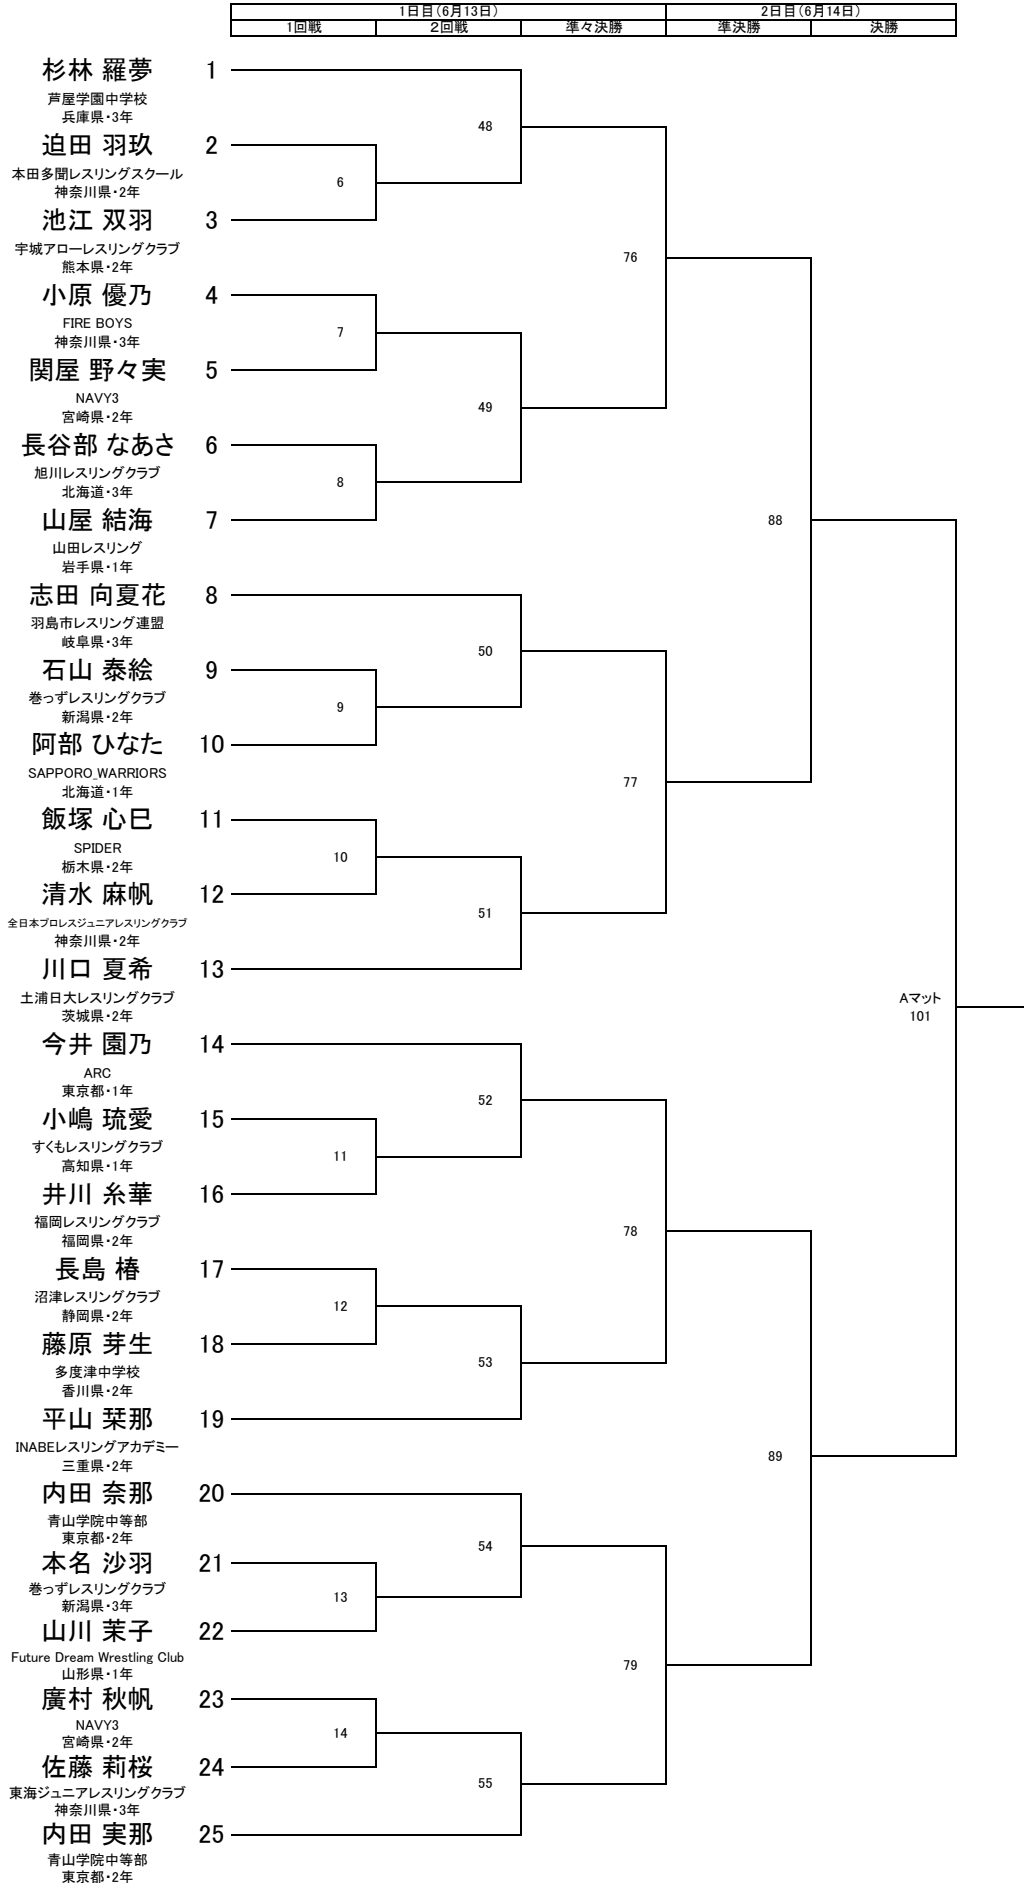 1日目(6月13日) 2日目(6月14日)
1回戦 2回戦 準々決勝 準決勝 決勝
杉林 羅夢 1
芦屋学園中学校
兵庫県・3年
48
迫田 羽玖 2
本田多聞レスリングスクール
神奈川県・2年
6
池江 双羽 3
宇城アローレスリングクラブ
熊本県・2年
76
小原 優乃 4
FIRE BOYS
神奈川県・3年
7
関屋 野々実 5
NAVY3
宮崎県・2年
49
長谷部 なあさ 6
旭川レスリングクラブ
北海道・3年
8
山屋 結海 7
88
山田レスリング
岩手県・1年
志田 向夏花 8
羽島市レスリング連盟
岐阜県・3年
50
石山 泰絵 9
巻っずレスリングクラブ
新潟県・2年
9
阿部 ひなた 10
SAPPORO_WARRIORS
北海道・1年
77
飯塚 心巳 11
SPIDER
栃木県・2年
10
清水 麻帆 12
全日本プロレスジュニアレスリングクラブ
神奈川県・2年
51
川口 夏希 13
土浦日大レスリングクラブ
茨城県・2年
Aマット
101
今井 園乃 14
ARC
東京都・1年
52
小嶋 琉愛 15
すくもレスリングクラブ
高知県・1年
11
井川 糸華 16
福岡レスリングクラブ
福岡県・2年
78
長島 椿 17
沼津レスリングクラブ
静岡県・2年
12
藤原 芽生 18
多度津中学校
香川県・2年
53
平山 栞那 19
INABEレスリングアカデミー
三重県・2年
89
内田 奈那 20
青山学院中等部
東京都・2年
54
本名 沙羽 21
巻っずレスリングクラブ
新潟県・3年
13
山川 茉子 22
Future Dream Wrestling Club
山形県・1年
79
廣村 秋帆 23
NAVY3
宮崎県・2年
14
佐藤 莉桜 24
東海ジュニアレスリングクラブ
神奈川県・3年
55
内田 実那 25
青山学院中等部
東京都・2年